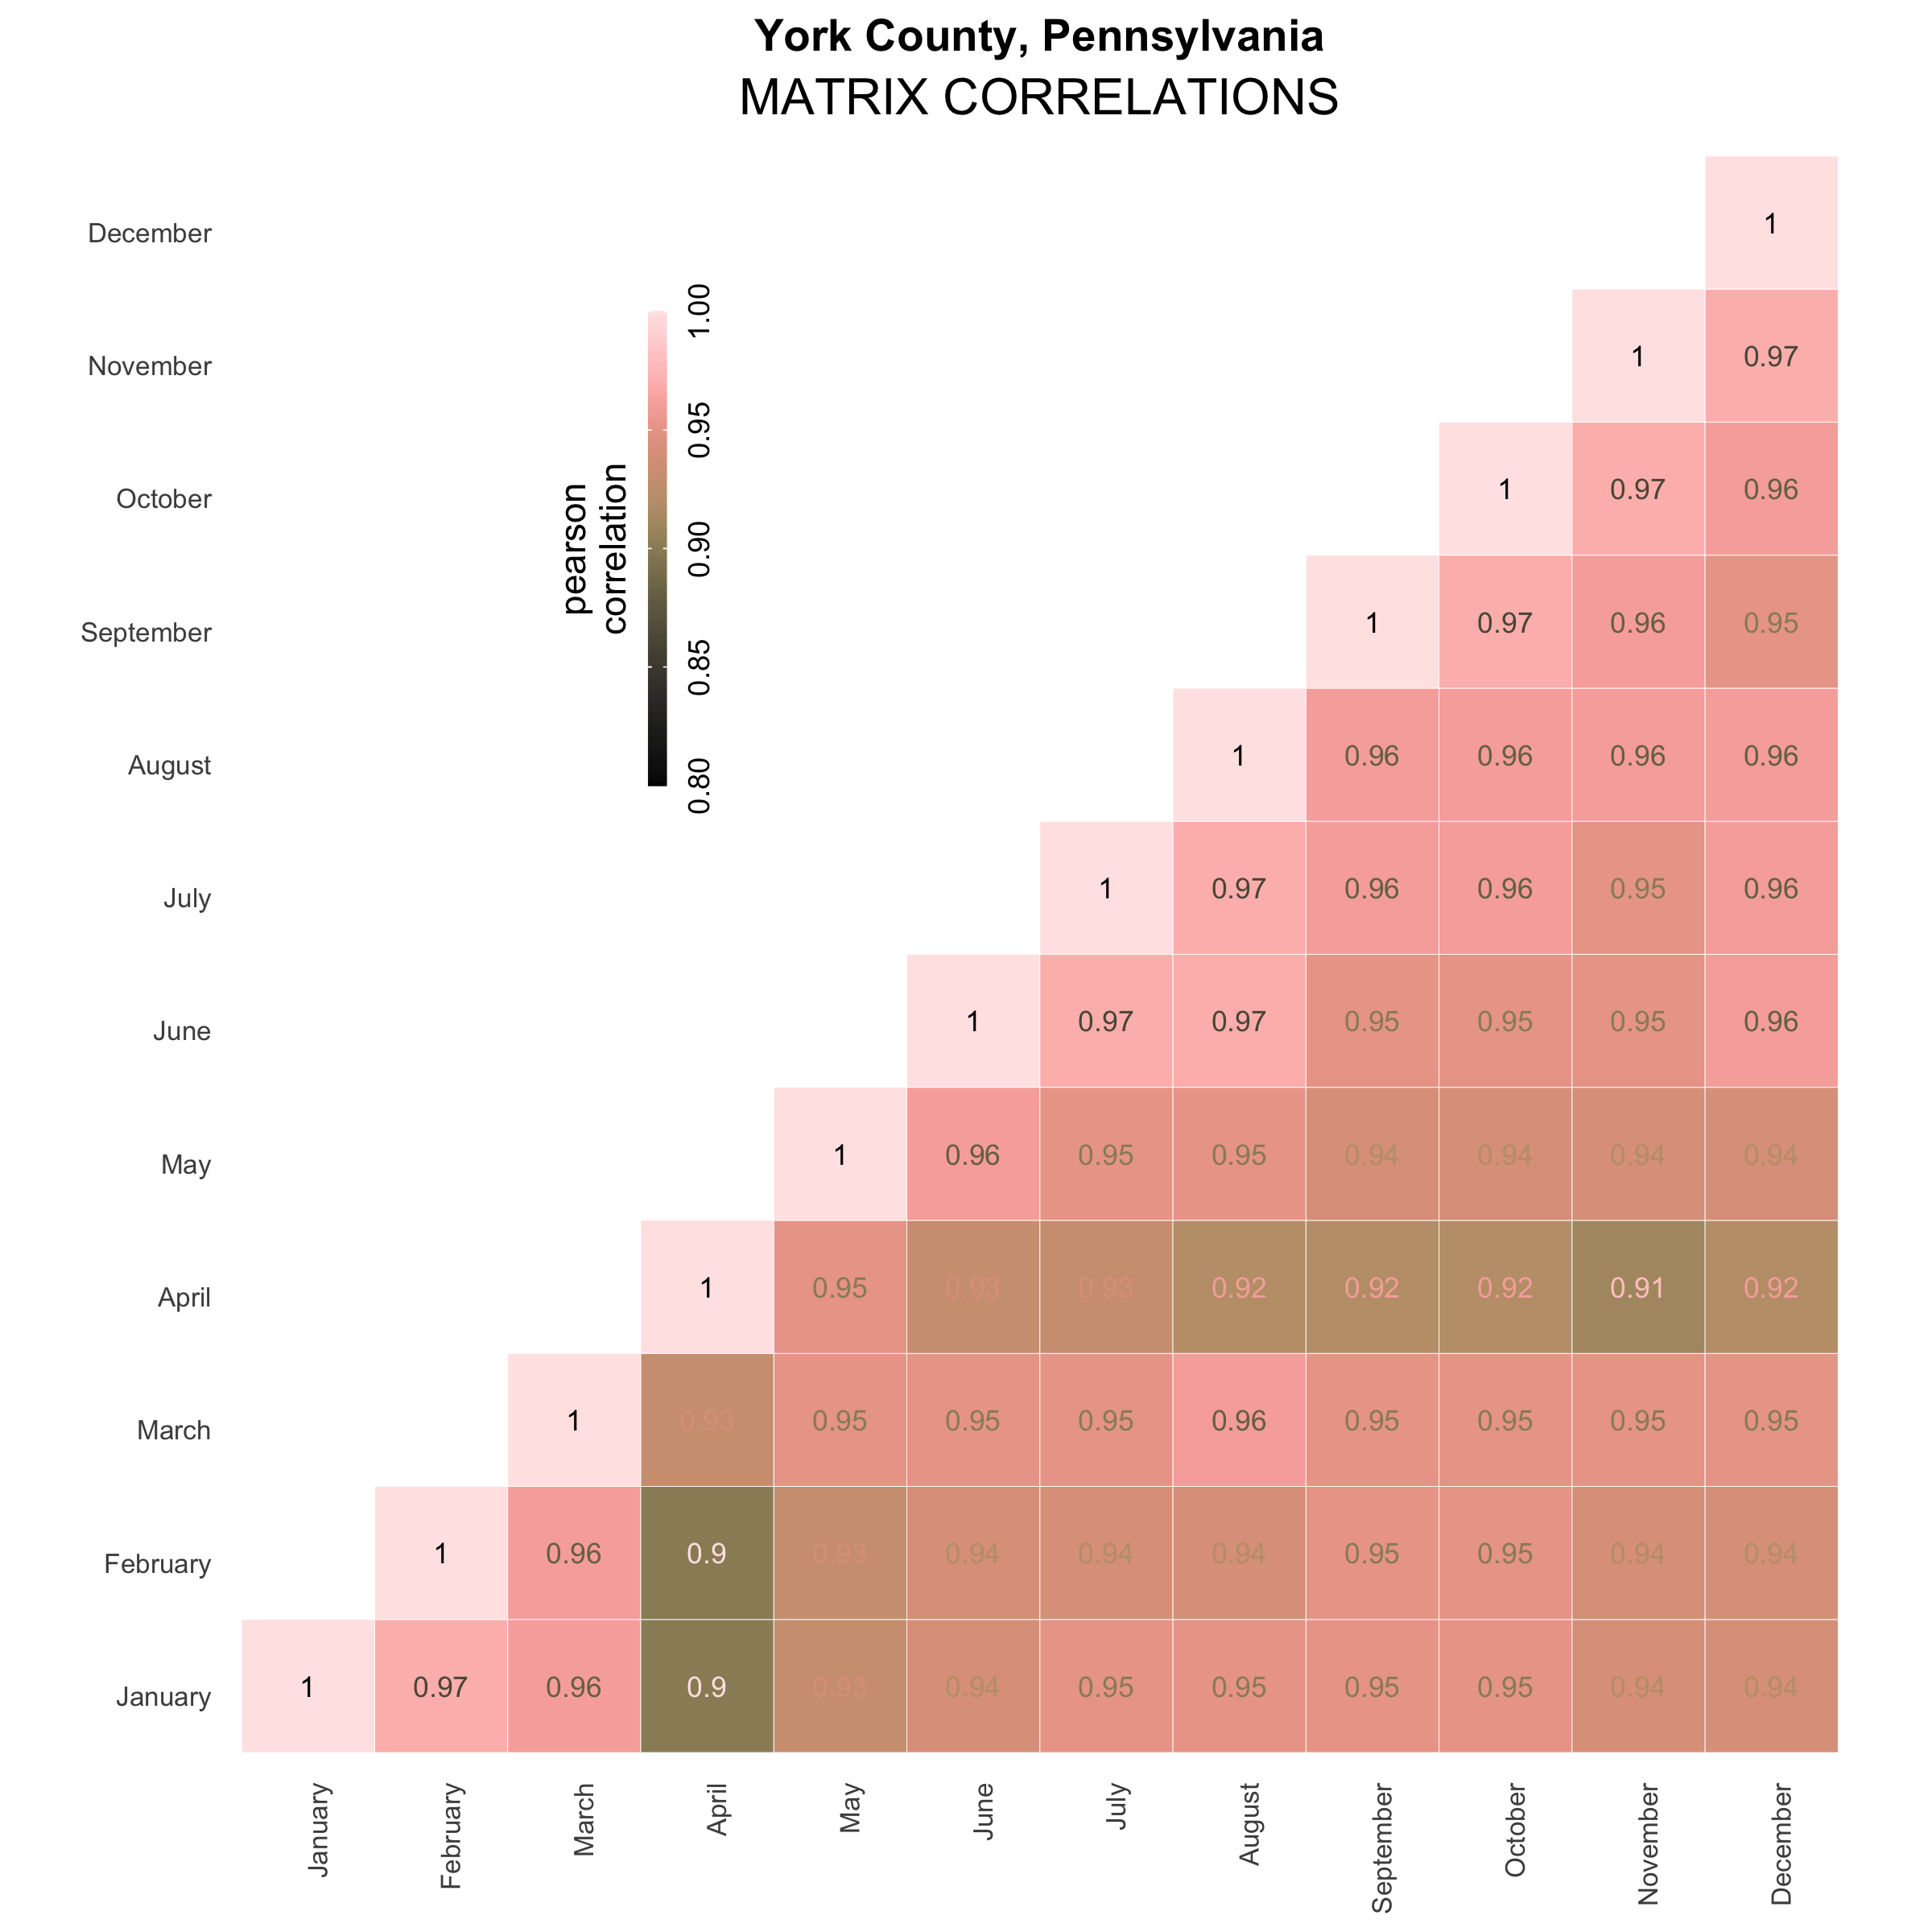 York County, Pennsylvania
MATRIX CORRELATIONS
pearson
correlation
1.00
0.95
0.90
0.85
0.80
December 1
November 1 0.97
October 1 0.97 0.96
September 1 0.97 0.96 0.95
August 1 0.96 0.96 0.96 0.96
July 1 0.97 0.96 0.96 0.95 0.96
June 1 0.97 0.97 0.95 0.95 0.95 0.96
May 1 0.96 0.95 0.95 0.94 0.94 0.94 0.94
April 1 0.95 0.93 0.93 0.92 0.92 0.92 0.91 0.92
March 1 0.93 0.95 0.95 0.95 0.96 0.95 0.95 0.95 0.95
February 1 0.96 0.9 0.93 0.94 0.94 0.94 0.95 0.95 0.94 0.94
January 1 0.97 0.96 0.9 0.93 0.94 0.95 0.95 0.95 0.95 0.94 0.94
January February March April May June July August September October November December